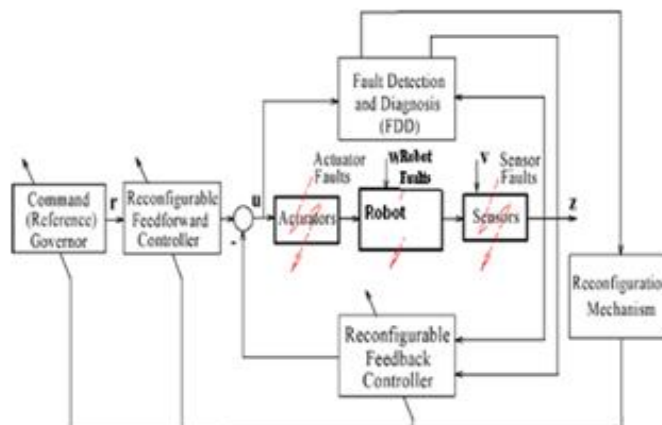 Fault Detection
and Diagnosis
(FDD)
Actuator
Faults
w Robot
Faults
v
Sensor
Faults
Command
(Reference)
Governor
r
Reconfigurable
Feedforward
Controller
-
u
Actuators
Robot
Sensors
z
Reconfiguration
Mechanism
Reconfigurable
Feedback
Controller